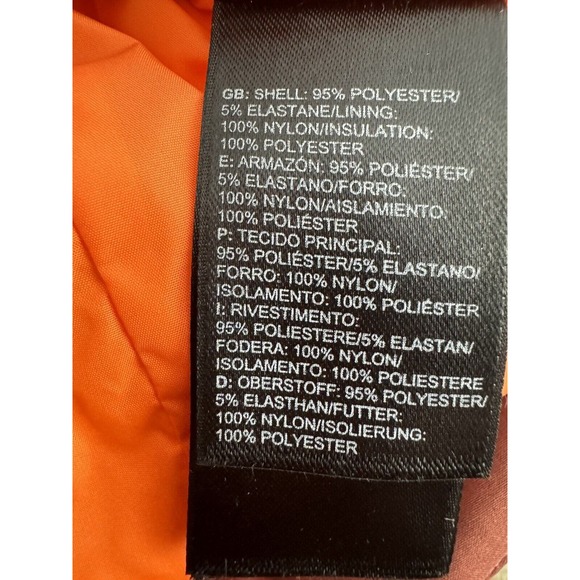 GB: SHELL: 95% POLYESTER/
5% ELASTANE/LINING:
100% NYLON/INSULATION:
100% POLYESTER
E: ARMAZÓN: 95% POLIÉSTER/
5% ELASTANO/FORRO:
100% NYLON/AISLAMIENTO:
100% POLIÉSTER
P: TECIDO PRINCIPAL:
95% POLIÉSTER/5% ELASTANO/
FORRO: 100% NYLON/
ISOLAMENTO: 100% POLIÉSTER
I: RIVESTIMENTO:
95% POLIESTERE/5% ELASTAN/
FODERA: 100% NYLON/
ISOLAMENTO: 100% POLIESTERE
D: OBERSTOFF: 95% POLYESTER/
5% ELASTHAN/FUTTER:
100% NYLON/ISOLIERUNG:
100% POLYESTER